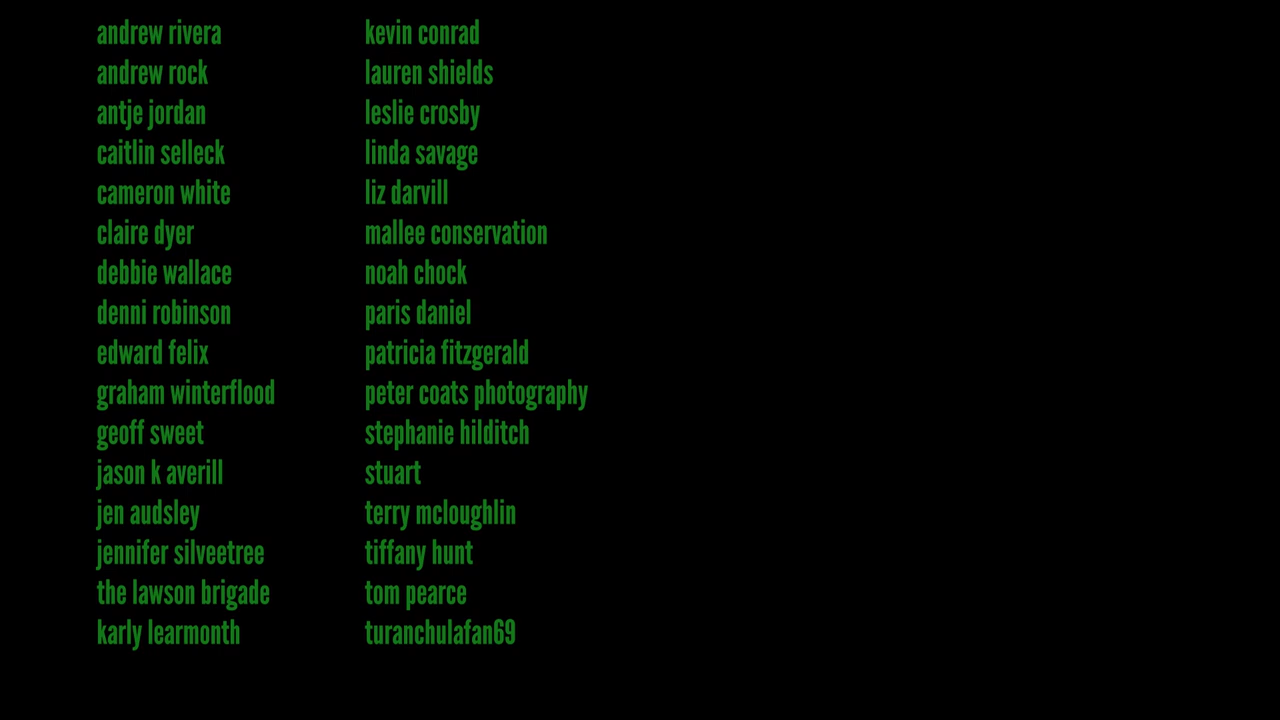 andrew rivera
andrew rock
antje jordan
caitlin selleck
cameron white
claire dyer
debbie wallace
denni robinson
edward felix
graham winterflood
geoff sweet
jason k averill
jen audsley
jennifer silveetree
the lawson brigade
karly learmonth
kevin conrad
lauren shields
leslie crosby
linda savage
liz darvill
mallee conservation
noah chock
paris daniel
patricia fitzgerald
peter coats photography
stephanie hilditch
stuart
terry mcloughlin
tiffany hunt
tom pearce
turanchulafan69